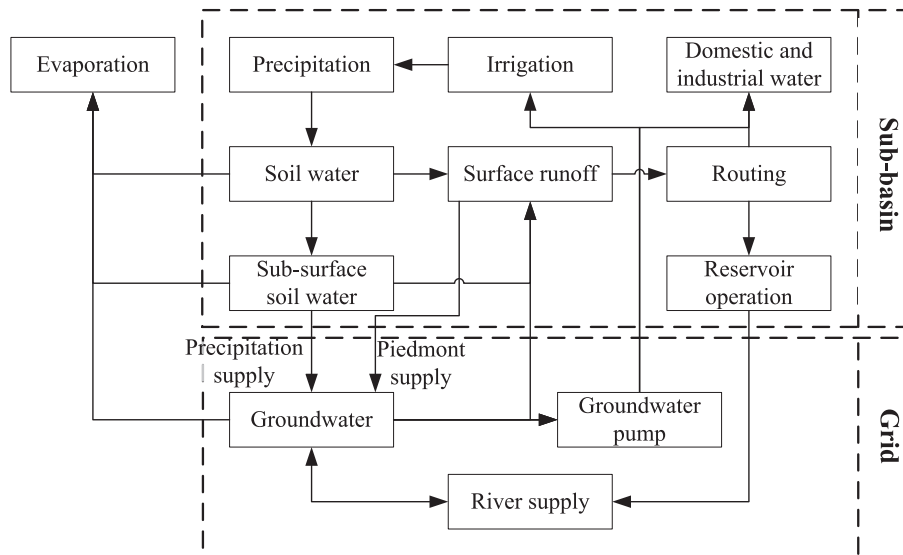 Evaporation
Precipitation
Irrigation
Domestic and
industrial water
Soil water
Surface runoff
Routing
Sub-surface
soil water
Reservoir
operation
Sub-basin
Precipitation
supply
Piedmont
supply
Groundwater
Groundwater
pump
River supply
Grid